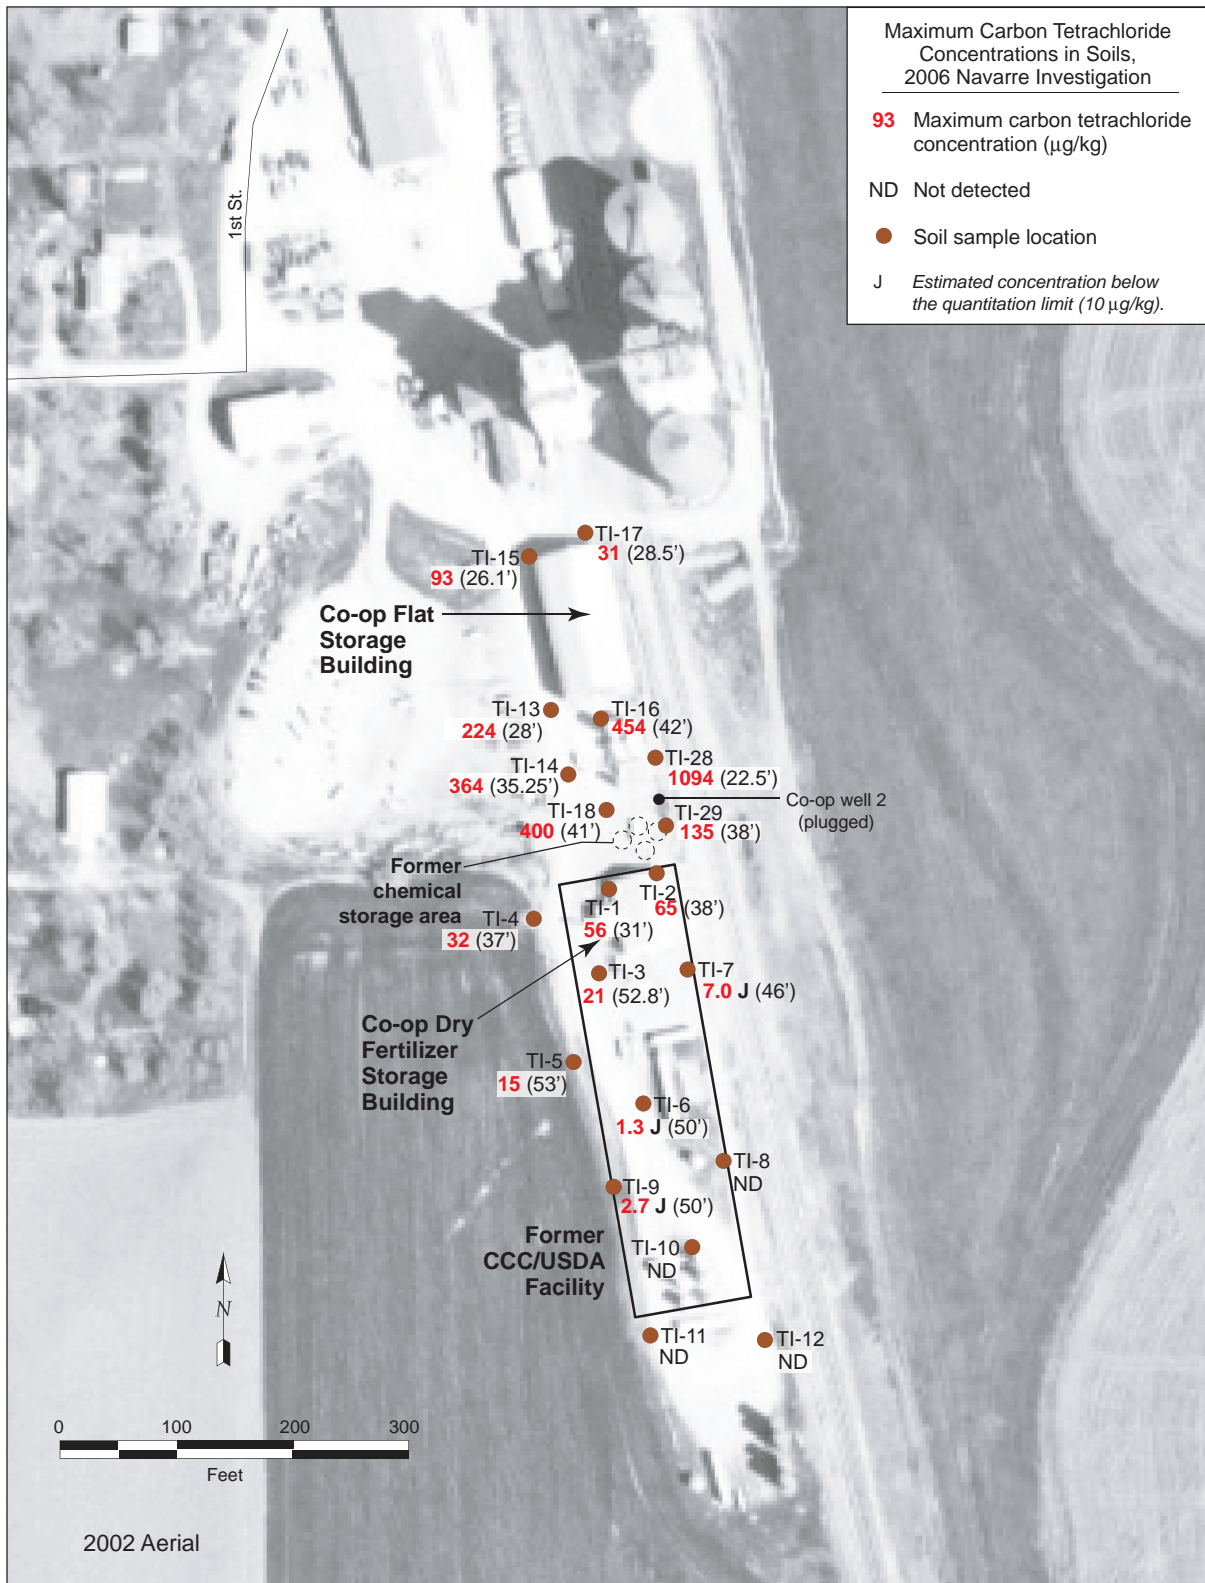 Maximum Carbon Tetrachloride
Concentrations in Soils,
2006 Navarre Investigation
93 Maximum carbon tetrachloride
concentration (µg/kg)
ND Not detected
Soil sample location
J Estimated concentration below
the quantitation limit (10 µg/kg).
1st St.
TI-17
31 (28.5’)
TI-15
93 (26.1’)
Co-op Flat
Storage
Building
TI-13
224 (28’)
TI-16
454 (42’)
TI-28
1094 (22.5’)
TI-14
364 (35.25’)
Co-op well 2
(plugged)
TI-18
400 (41’)
TI-29
135 (38’)
Former
chemical
storage area
TI-2
65 (38’)
TI-1
56 (31’)
TI-4
32 (37’)
TI-3
21 (52.8’)
TI-7
7.0 J (46’)
Co-op Dry
Fertilizer
Storage
Building
TI-5
15 (53’)
TI-6
1.3 J (50’)
TI-8
ND
TI-9
2.7 J (50’)
Former
CCC/USDA
Facility
TI-10
ND
TI-11
ND
TI-12
ND
N
0 100 200 300
Feet
2002 Aerial